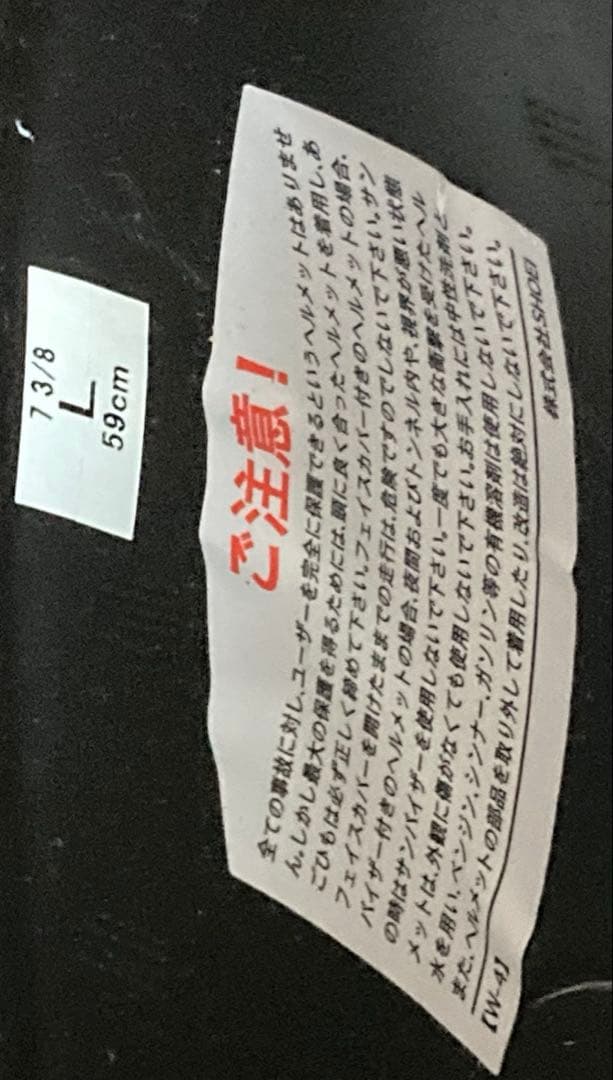 7 3/8
L
59cm
ご注意！
全ての事故に対し、ユーザーを完全に保護できるというヘルメットはありませ
ん。しかし最大の保護を得るためには、頭に良く合ったヘルメットを着用し、あ
ごひもは必ず正しく締めて下さい。フェイスカバー付きのヘルメットの場合、
フェイスカバーを開けたままでの走行は、危険ですのでしないで下さい。サン
バイザー付きのヘルメットの場合、夜間およびトンネル内や、視界が悪い状態
の時はサンバイザーを使用しないで下さい。一度でも大きな衝撃を受けたヘル
メットは、外観に傷がなくても使用しないで下さい。お手入れには中性洗剤と
水を用い、ベンジン、シンナー、ガソリン等の有機溶剤は使用しないで下さい。
また、ヘルメットの部品を取り外して着用したり、改造は絶対にしないで下さい。
【W-4】
株式会社SHOEI